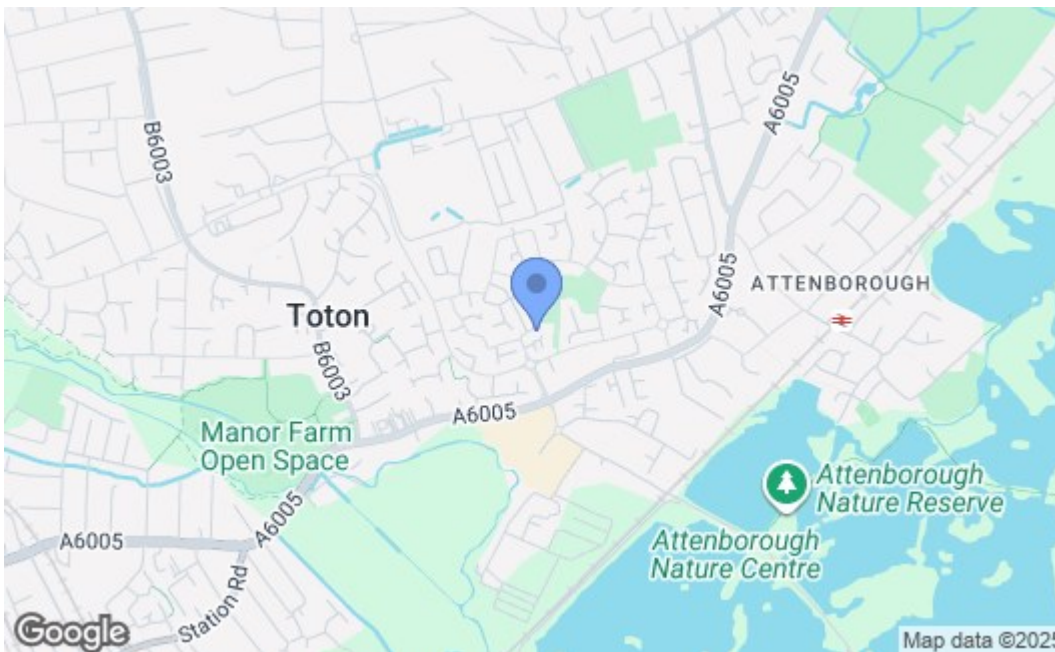 A6005
B6003
A6005
ATTENBOROUGH
Toton
B6003
A6005
Manor Farm
Open Space
Attenborough
Nature Reserve
A6005
A6005
Attenborough
Nature Centre
Station Rd
Google
Map data ©2025